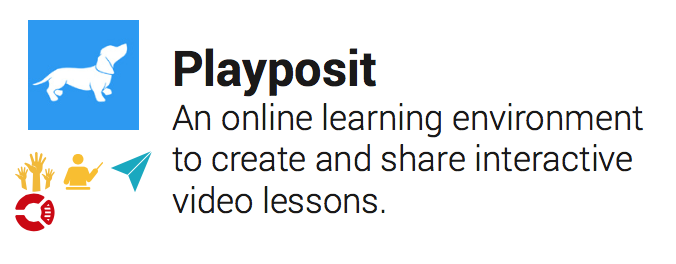 Playposit
An online learning environment
to create and share interactive
video lessons.